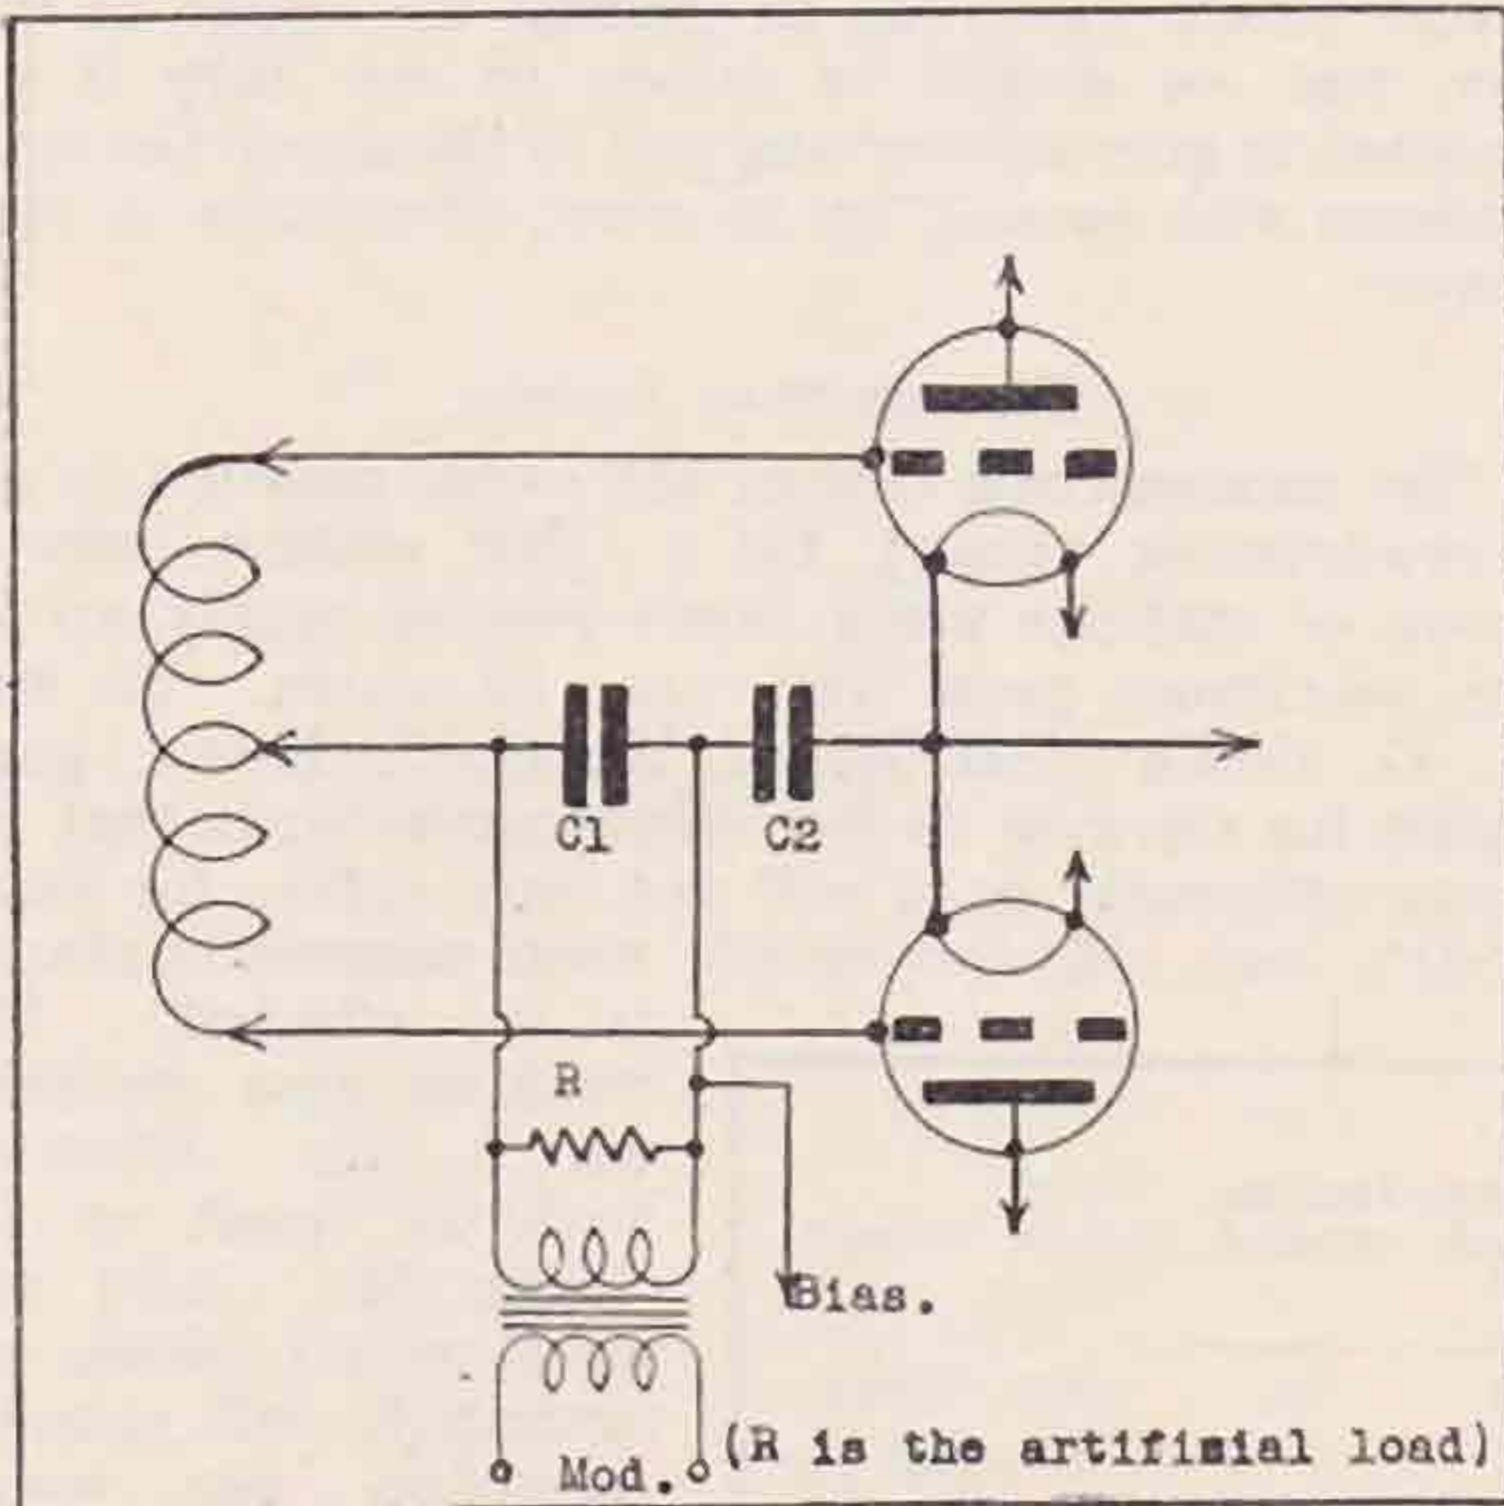 C1 C2
R
Bias.
Mod. (R is the artifisial load)